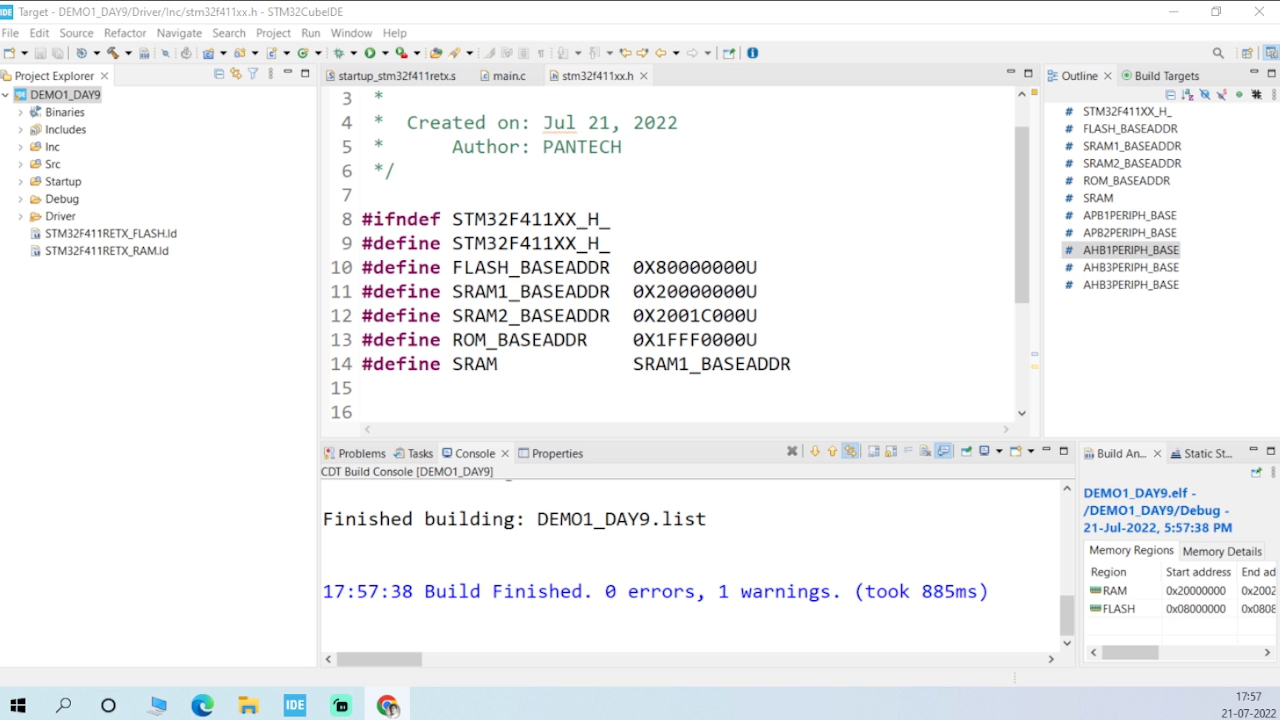 IDE Target - DEMO1_DAY9/Driver/Inc/stm32f411xx.h - STM32CubeIDE
File Edit Source Refactor Navigate Search Project Run Window Help
Project Explorer
DEMO1_DAY9
Binaries
Includes
Inc
Src
Startup
Debug
Driver
STM32F411RETX_FLASH.ld
STM32F411RETX_RAM.ld
startup_stm32f411retx.s main.c stm32f411xx.h
3 *
4 * Created on: Jul 21, 2022
5 * Author: PANTECH
6 */
7
8 #ifndef STM32F411XX_H_
9 #define STM32F411XX_H_
10 #define FLASH_BASEADDR 0X80000000U
11 #define SRAM1_BASEADDR 0X20000000U
12 #define SRAM2_BASEADDR 0X2001C000U
13 #define ROM_BASEADDR 0X1FFF0000U
14 #define SRAM SRAM1_BASEADDR
15
16
Outline Build Targets
# STM32F411XX_H_
# FLASH_BASEADDR
# SRAM1_BASEADDR
# SRAM2_BASEADDR
# ROM_BASEADDR
# SRAM
# APB1PERIPH_BASE
# APB2PERIPH_BASE
# AHB1PERIPH_BASE
# AHB3PERIPH_BASE
# AHB3PERIPH_BASE
Problems Tasks Console Properties
CDT Build Console [DEMO1_DAY9]
Finished building: DEMO1_DAY9.list
17:57:38 Build Finished. 0 errors, 1 warnings. (took 885ms)
Build An... Static St...
DEMO1_DAY9.elf -
/DEMO1_DAY9/Debug -
21-Jul-2022, 5:57:38 PM
Memory Regions Memory Details
Region Start address End ad
RAM 0x20000000 0x2002
FLASH 0x08000000 0x0808
IDE
17:57
21-07-2022